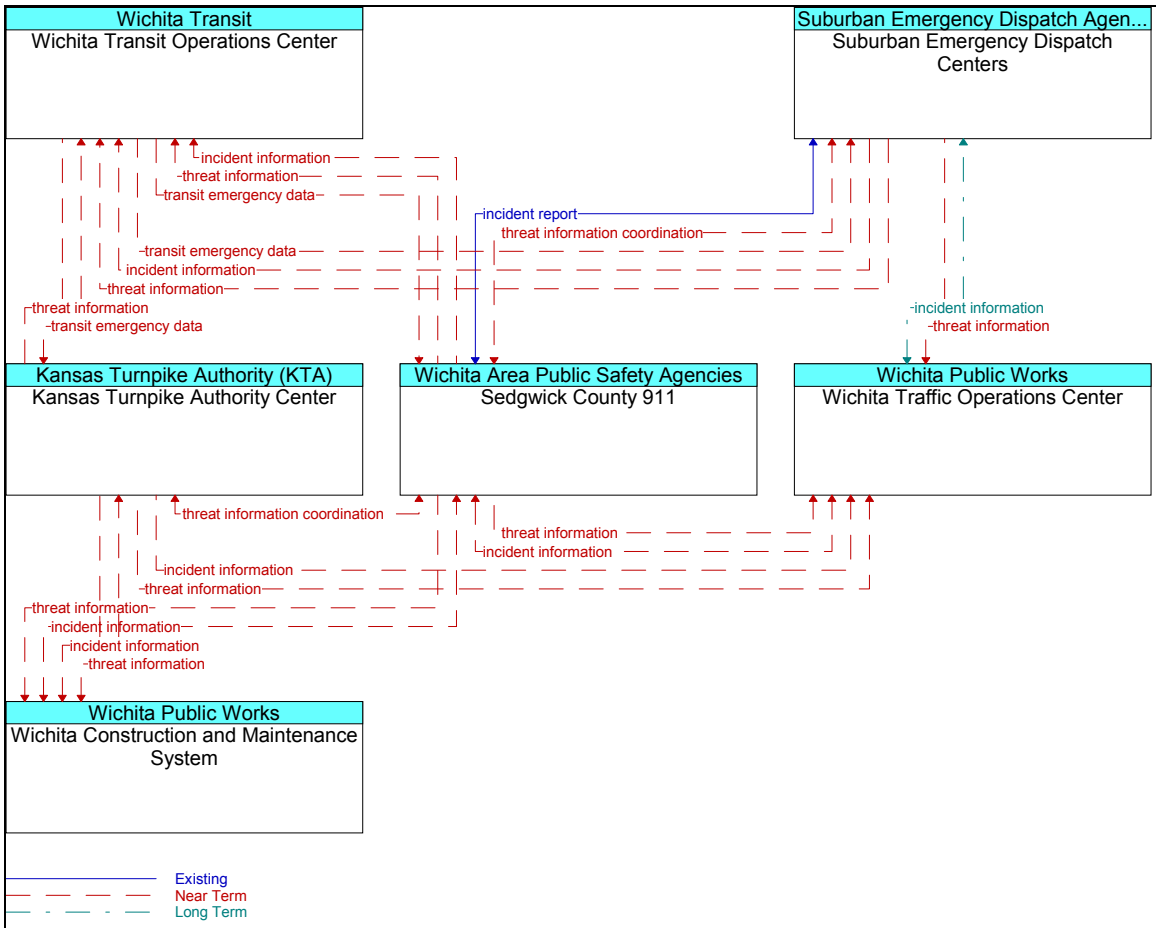 Wichita Transit
Wichita Transit Operations Center
Suburban Emergency Dispatch Agen...
Suburban Emergency Dispatch
Centers
incident information
threat information
transit emergency data
incident report
threat information coordination
transit emergency data
incident information
threat information
threat information
transit emergency data
incident information
threat information
Kansas Turnpike Authority (KTA)
Kansas Turnpike Authority Center
Wichita Area Public Safety Agencies
Sedgwick County 911
Wichita Public Works
Wichita Traffic Operations Center
threat information coordination
threat information
incident information
incident information
threat information
threat information
incident information
incident information
threat information
Wichita Public Works
Wichita Construction and Maintenance
System
Existing
Near Term
Long Term